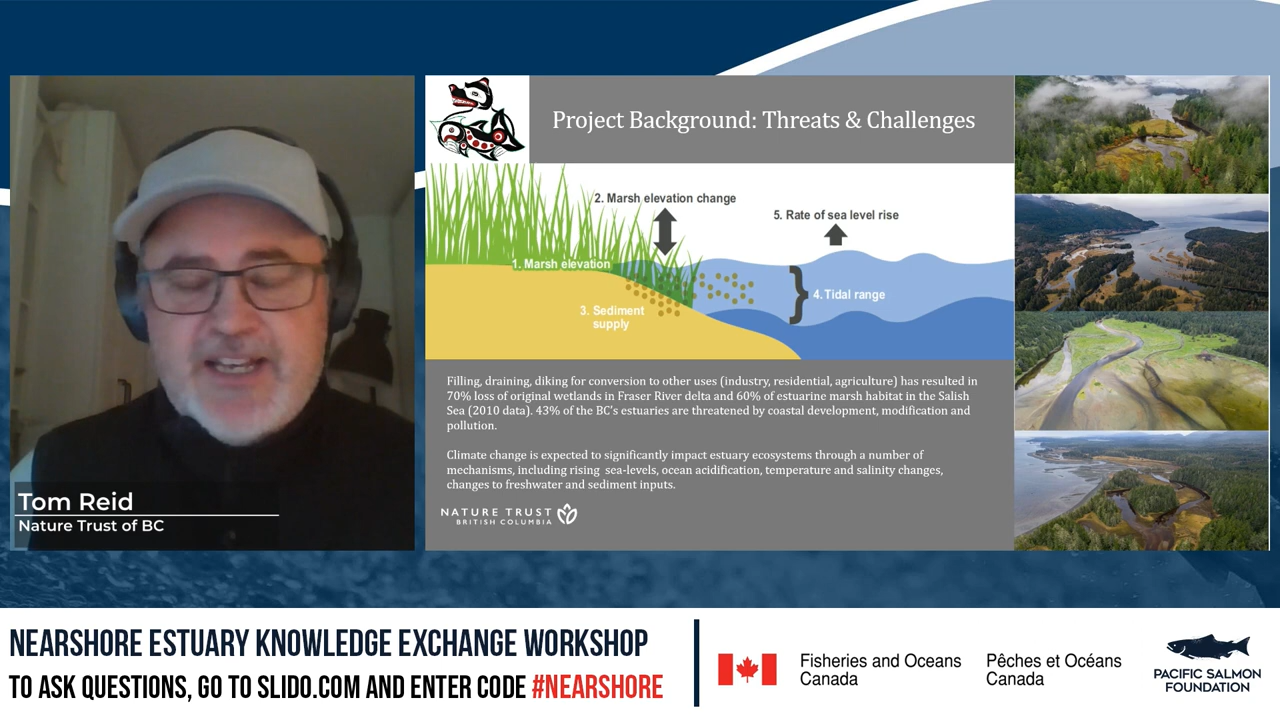 Project Background: Threats & Challenges
2. Marsh elevation change
5. Rate of sea level rise
1. Marsh elevation
4. Tidal range
3. Sediment
supply
Filling, draining, diking for conversion to other uses (industry, residential, agriculture) has resulted in
70% loss of original wetlands in Fraser River delta and 60% of estuarine marsh habitat in the Salish
Sea (2010 data). 43% of the BC's estuaries are threatened by coastal development, modification and
pollution.
Climate change is expected to significantly impact estuary ecosystems through a number of
mechanisms, including rising sea-levels, ocean acidification, temperature and salinity changes,
changes to freshwater and sediment inputs.
NATURE TRUST
BRITISH COLUMBIA
Tom Reid
Nature Trust of BC
NEARSHORE ESTUARY KNOWLEDGE EXCHANGE WORKSHOP
TO ASK QUESTIONS, GO TO SLIDO.COM AND ENTER CODE #NEARSHORE
Fisheries and Oceans
Canada
Pêches et Océans
Canada
PACIFIC SALMON
FOUNDATION